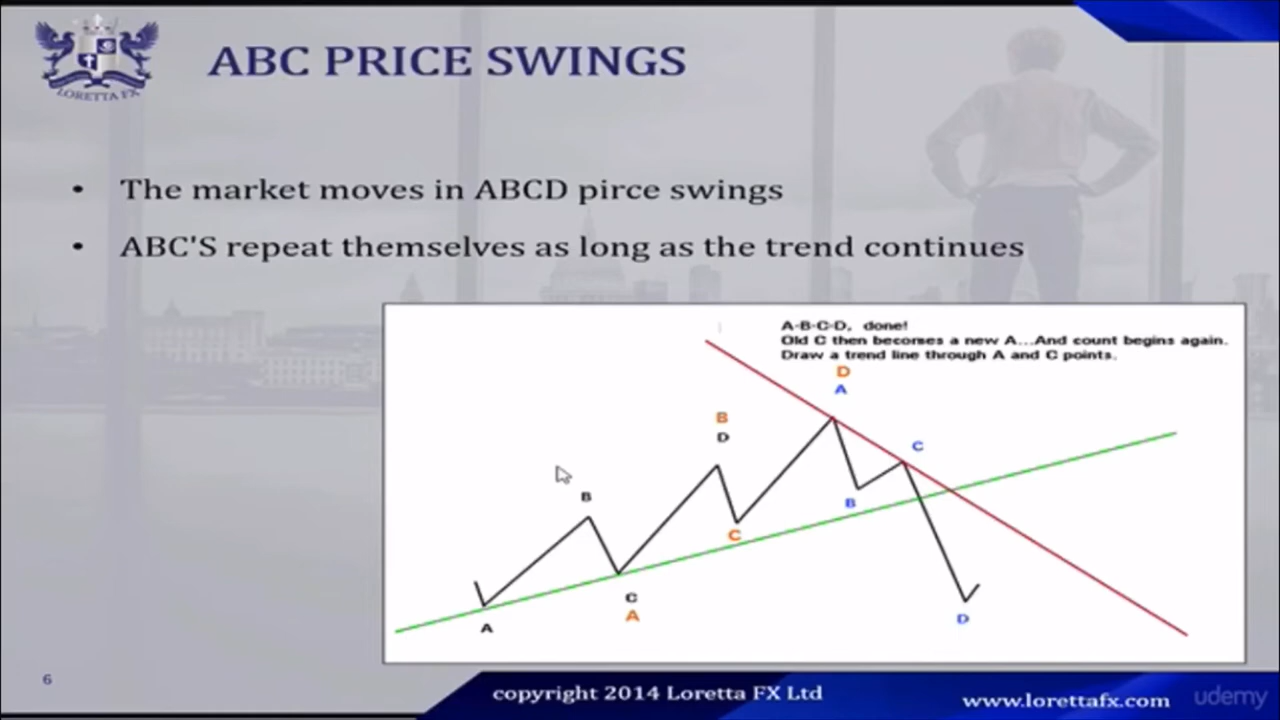 LORETTA FX
ABC PRICE SWINGS
• The market moves in ABCD pirce swings
• ABC'S repeat themselves as long as the trend continues
A-B-C-D, done!
Old C then becomes a new A...And count begins again.
Draw a trend line through A and C points.
D
A
B
D
C
B
B
C
C
A
A
D
6
copyright 2014 Loretta FX Ltd
www.lorettafx.com
udemy